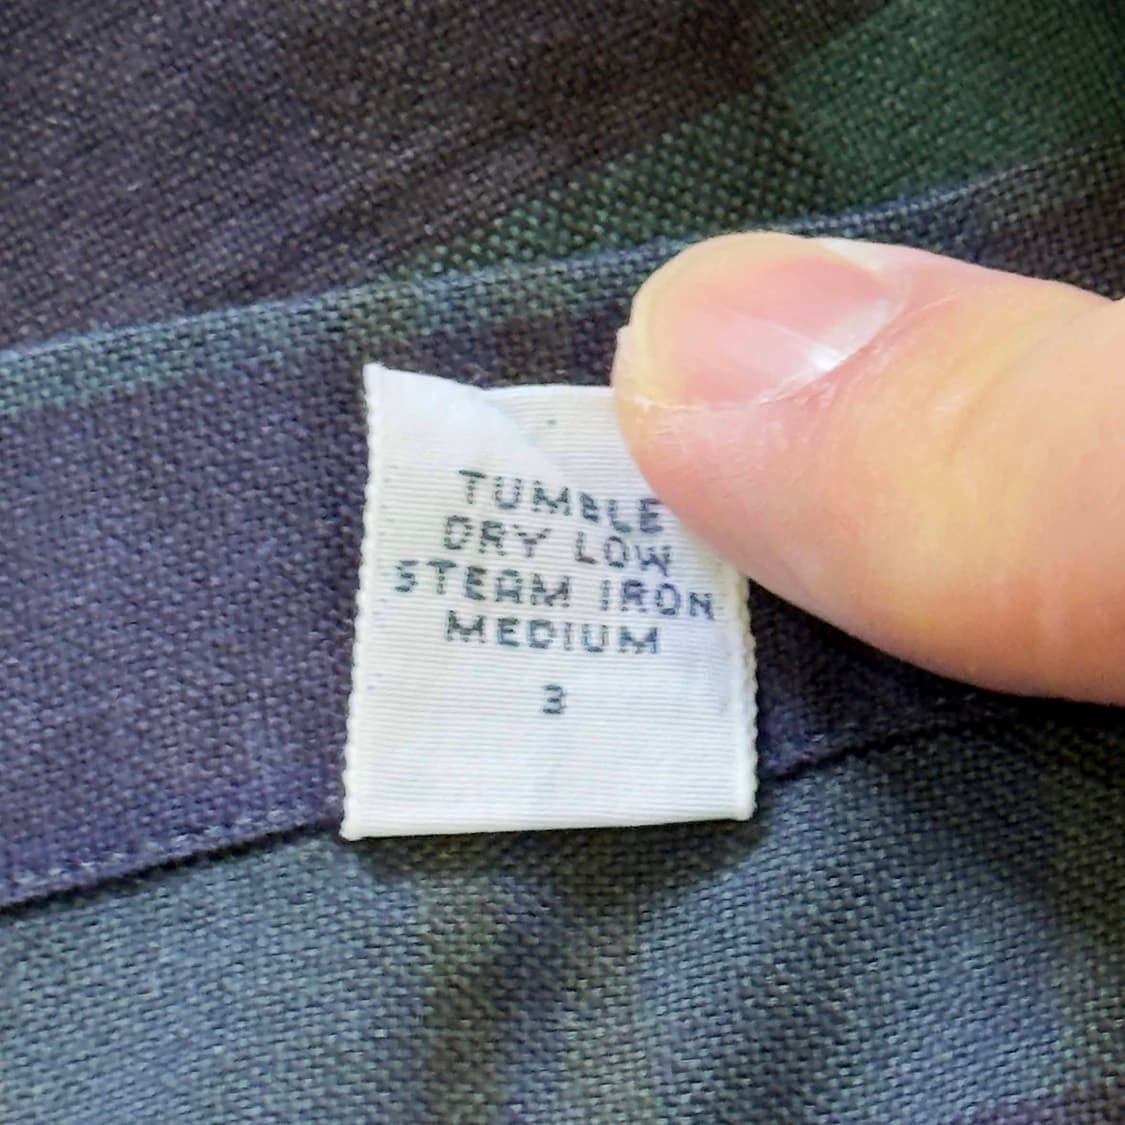 TUMBLE
DRY LOW
STEAM IRON
MEDIUM
3